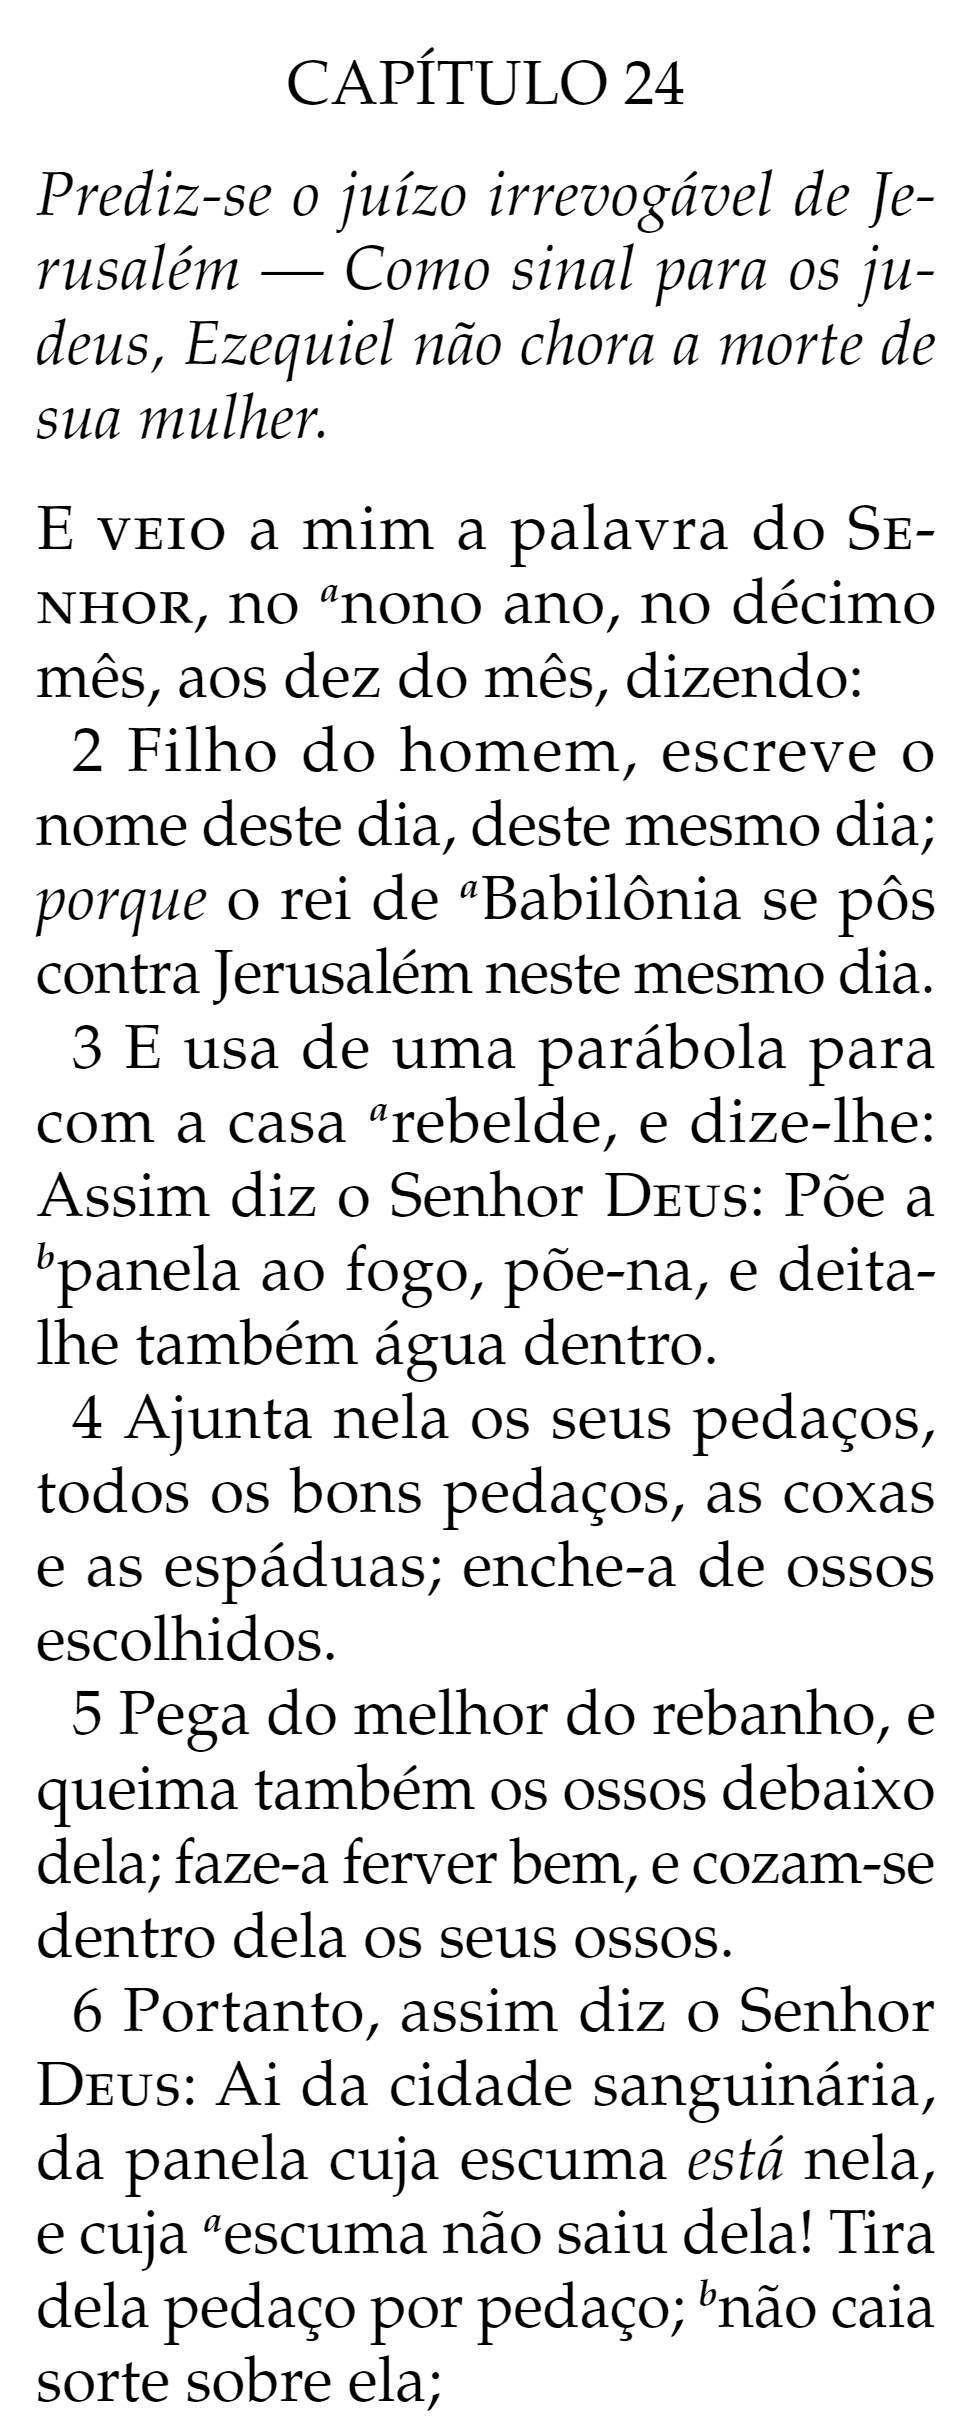 CAPÍTULO 24
Prediz-se o juízo irrevogável de Je-
rusalém — Como sinal para os ju-
deus, Ezequiel não chora a morte de
sua mulher.
E VEIO a mim a palavra do SE-
NHOR, no ᵃnono ano, no décimo
mês, aos dez do mês, dizendo:
2 Filho do homem, escreve o
nome deste dia, deste mesmo dia;
porque o rei de ᵃBabilônia se pôs
contra Jerusalém neste mesmo dia.
3 E usa de uma parábola para
com a casa ᵃrebelde, e dize-lhe:
Assim diz o Senhor DEUS: Põe a
ᵇpanela ao fogo, põe-na, e deita-
lhe também água dentro.
4 Ajunta nela os seus pedaços,
todos os bons pedaços, as coxas
e as espáduas; enche-a de ossos
escolhidos.
5 Pega do melhor do rebanho, e
queima também os ossos debaixo
dela; faze-a ferver bem, e cozam-se
dentro dela os seus ossos.
6 Portanto, assim diz o Senhor
DEUS: Ai da cidade sanguinária,
da panela cuja escuma está nela,
e cuja ᵃescuma não saiu dela! Tira
dela pedaço por pedaço; ᵇnão caia
sorte sobre ela;